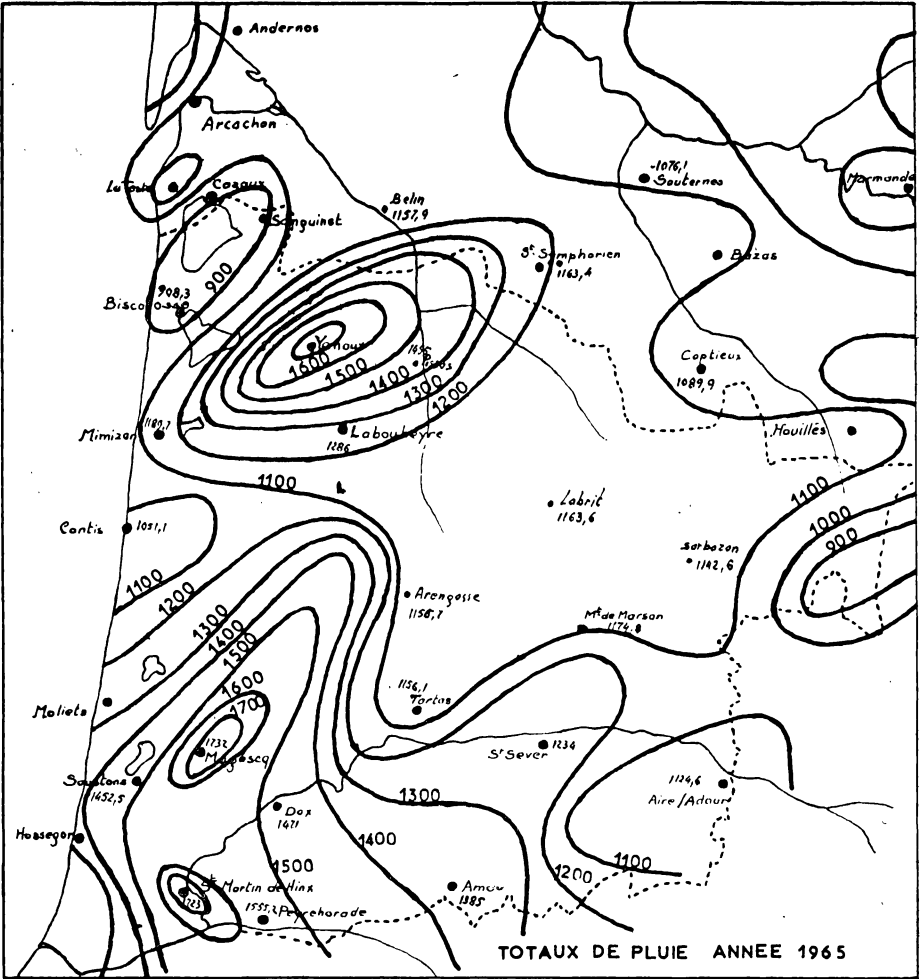 Andernos
Arcachon
La Teste
Cazaux
Sanguinet
Belin
1157,9
-1076,1
Sauternes
Marmande
St Symphorien
1163,4
Bazas
908,3
Biscarosse
900
Ychoux
1600
1500
1400
1300
1200
Captieux
1089,9
Mimizan
Labouheyre
1286
Houillés
1100
Labrit
1163,6
1100
1000
900
Contis
1051,1
Sarbazan
1142,6
1100
1200
1300
1400
1500
Arengosse
1158,7
Mt de Marsan
1174.8
1600
1700
1156,1
Tartas
Moliets
1732
Magescq
St Sever
1234
Soustons
1452,5
1124,6
Aire/Adour
Hossegor
Dax
1471
1300
1400
1500
1200
1100
St Martin de Hinx
Peyrehorade
Amou
1385
TOTAUX DE PLUIE ANNEE 1965